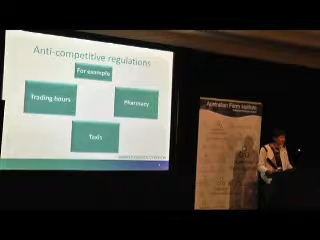 Anti-competitive regulations
For example
Trading hours
Pharmacy
Taxis
Australian Farm Institute